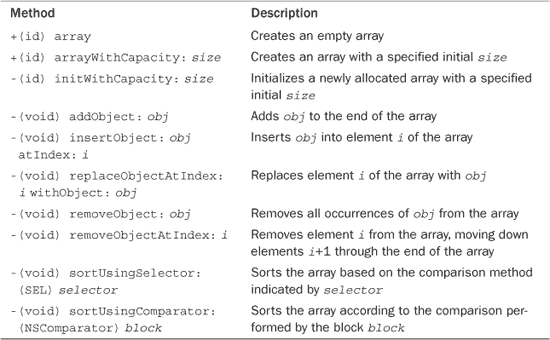 Method Description
+(id) array Creates an empty array
+(id) arrayWithCapacity: size Creates an array with a specified initial size
-(id) initWithCapacity: size Initializes a newly allocated array with a specified
initial size
-(void) addObject: obj Adds obj to the end of the array
-(void) insertObject: obj Inserts obj into element i of the array
atIndex: i
-(void) replaceObjectAtIndex: Replaces element i of the array with obj
i withObject: obj
-(void) removeObject: obj Removes all occurrences of obj from the array
-(void) removeObjectAtIndex: i Removes element i from the array, moving down
elements i+1 through the end of the array
-(void) sortUsingSelector: Sorts the array based on the comparison method
(SEL) selector indicated by selector
-(void) sortUsingComparator: Sorts the array according to the comparison per-
(NSComparator) block formed by the block block